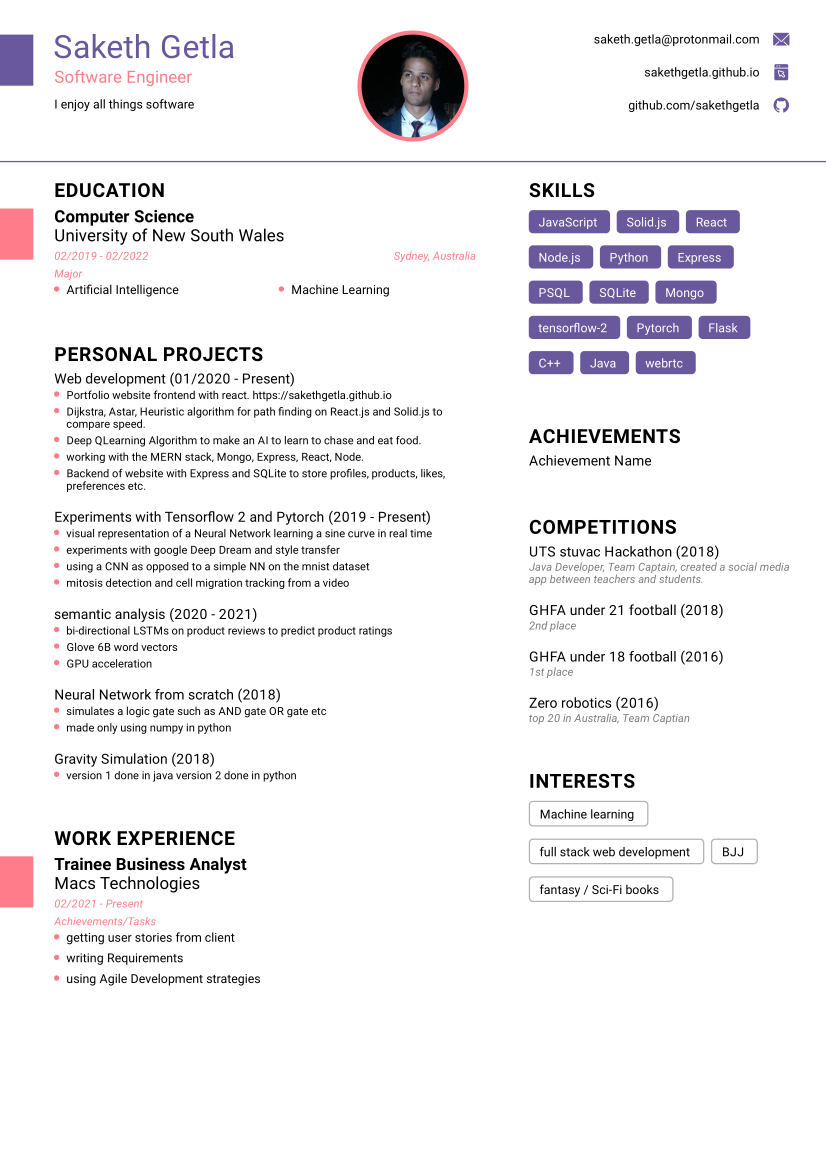 Saketh Getla
Software Engineer
I enjoy all things software
saketh.getla@protonmail.com
sakethgetla.github.io
github.com/sakethgetla
EDUCATION
Computer Science
University of New South Wales
02/2019 - 02/2022
Sydney, Australia
Major
Artificial Intelligence
Machine Learning
PERSONAL PROJECTS
Web development (01/2020 - Present)
Portfolio website frontend with react. https://sakethgetla.github.io
Dijkstra, Astar, Heuristic algorithm for path finding on React.js and Solid.js to
compare speed.
Deep QLearning Algorithm to make an AI to learn to chase and eat food.
working with the MERN stack, Mongo, Express, React, Node.
Backend of website with Express and SQLite to store profiles, products, likes,
preferences etc.
Experiments with Tensorflow 2 and Pytorch (2019 - Present)
visual representation of a Neural Network learning a sine curve in real time
experiments with google Deep Dream and style transfer
using a CNN as opposed to a simple NN on the mnist dataset
mitosis detection and cell migration tracking from a video
semantic analysis (2020 - 2021)
bi-directional LSTMs on product reviews to predict product ratings
Glove 6B word vectors
GPU acceleration
Neural Network from scratch (2018)
simulates a logic gate such as AND gate OR gate etc
made only using numpy in python
Gravity Simulation (2018)
version 1 done in java version 2 done in python
WORK EXPERIENCE
Trainee Business Analyst
Macs Technologies
02/2021 - Present
Achievements/Tasks
getting user stories from client
writing Requirements
using Agile Development strategies
SKILLS
JavaScript Solid.js React
Node.js Python Express
PSQL SQLite Mongo
tensorflow-2 Pytorch Flask
C++ Java webrtc
ACHIEVEMENTS
Achievement Name
COMPETITIONS
UTS stuvac Hackathon (2018)
Java Developer, Team Captain, created a social media
app between teachers and students.
GHFA under 21 football (2018)
2nd place
GHFA under 18 football (2016)
1st place
Zero robotics (2016)
top 20 in Australia, Team Captian
INTERESTS
Machine learning
full stack web development BJJ
fantasy / Sci-Fi books